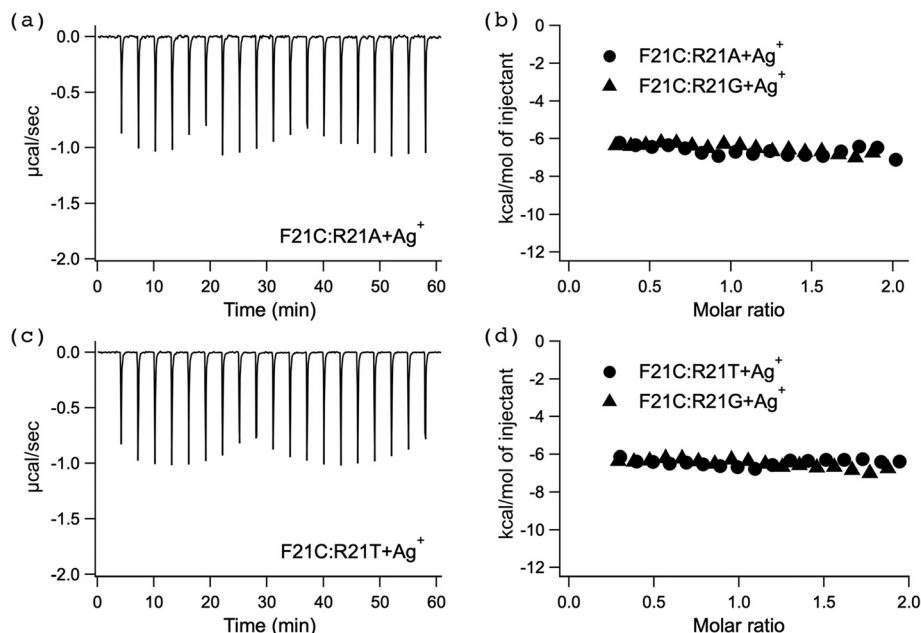 (a)
0.0
-0.5
-1.0
-1.5
-2.0
μcal/sec
F21C:R21A+Ag+
0 10 20 30 40 50 60
Time (min)
(b)
0
-2
-4
-6
-8
-10
-12
kcal/mol of injectant
F21C:R21A+Ag+
F21C:R21G+Ag+
0.0 0.5 1.0 1.5 2.0
Molar ratio
(c)
0.0
-0.5
-1.0
-1.5
-2.0
μcal/sec
F21C:R21T+Ag+
0 10 20 30 40 50 60
Time (min)
(d)
0
-2
-4
-6
-8
-10
-12
kcal/mol of injectant
F21C:R21T+Ag+
F21C:R21G+Ag+
0.0 0.5 1.0 1.5 2.0
Molar ratio